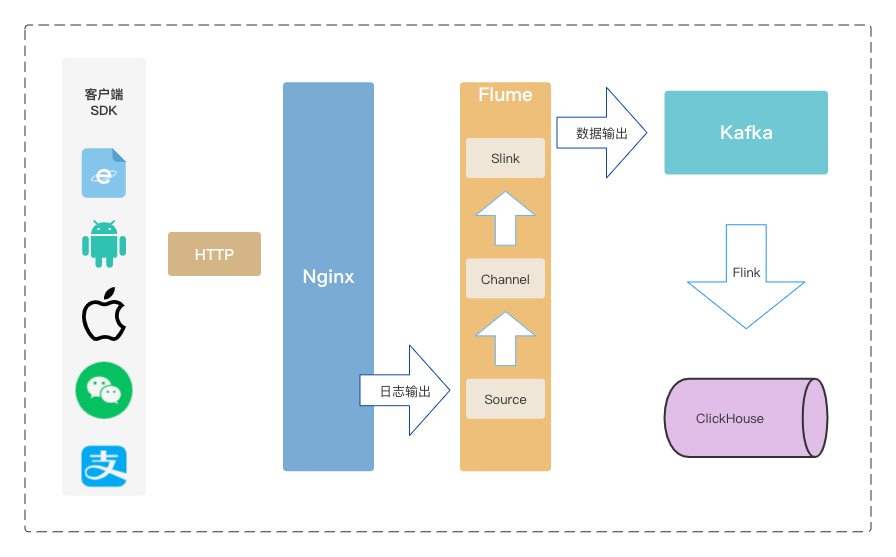 客户端
SDK
HTTP
Nginx
日志输出
Flume
Slink
Channel
Source
数据输出
Kafka
Flink
ClickHouse